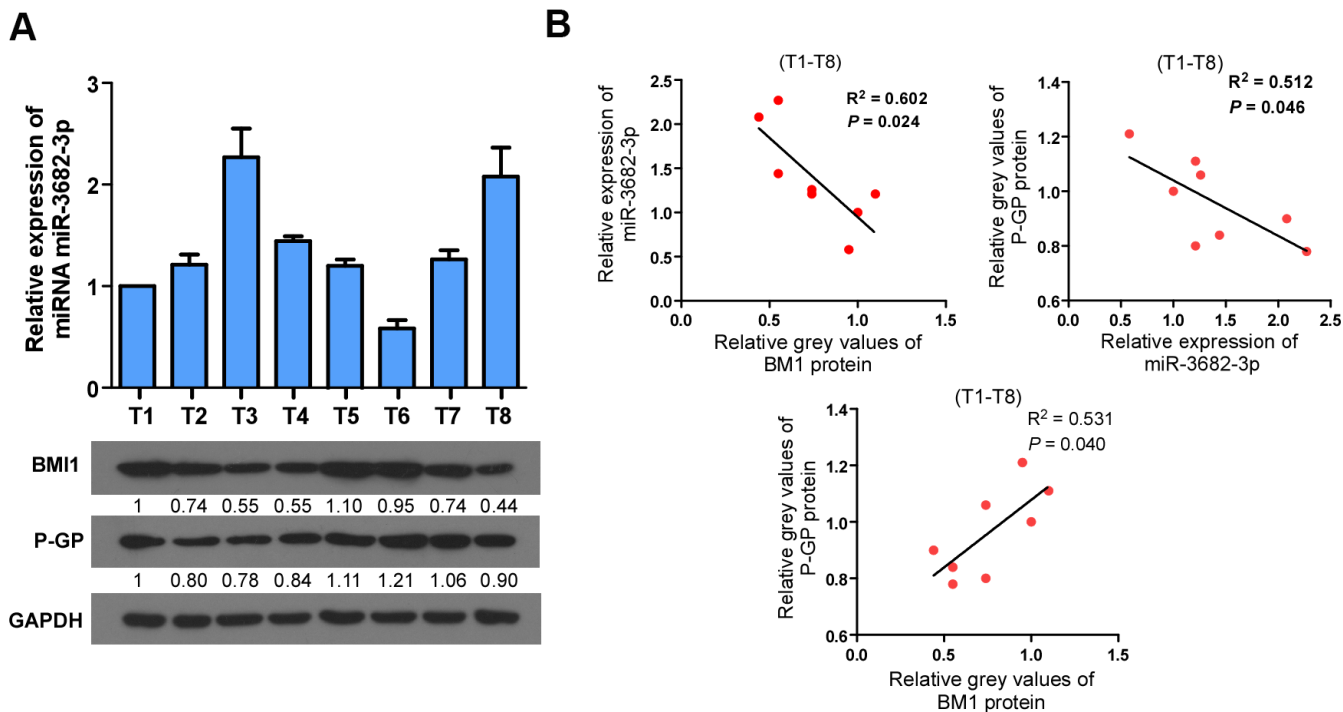 A
Relative expression of
miRNA miR-3682-3p
3
2
1
0
T1 T2 T3 T4 T5 T6 T7 T8
BMI1
1 0.74 0.55 0.55 1.10 0.95 0.74 0.44
P-GP
1 0.80 0.78 0.84 1.11 1.21 1.06 0.90
GAPDH
B
(T1-T8)
R² = 0.602
P = 0.024
Relative expression of
miR-3682-3p
2.5
2.0
1.5
1.0
0.5
0.0
0.0 0.5 1.0 1.5
Relative grey values of
BM1 protein
(T1-T8)
R² = 0.512
P = 0.046
Relative grey values of
P-GP protein
1.4
1.2
1.0
0.8
0.6
0.0 0.5 1.0 1.5 2.0 2.5
Relative expression of
miR-3682-3p
(T1-T8)
R² = 0.531
P = 0.040
Relative grey values of
P-GP protein
1.4
1.2
1.0
0.8
0.6
0.0 0.5 1.0 1.5
Relative grey values of
BM1 protein